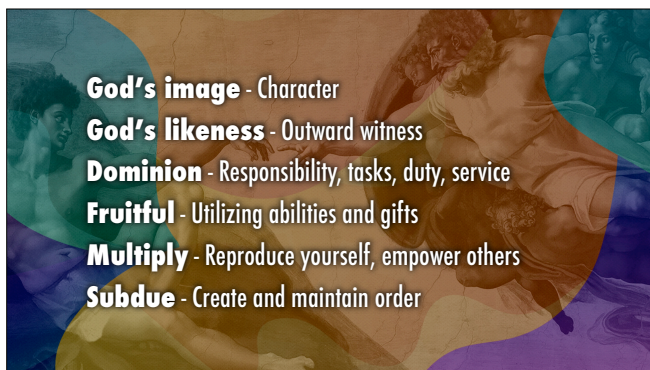 God's image - Character
God's likeness - Outward witness
Dominion - Responsibility, tasks, duty, service
Fruitful - Utilizing abilities and gifts
Multiply - Reproduce yourself, empower others
Subdue - Create and maintain order